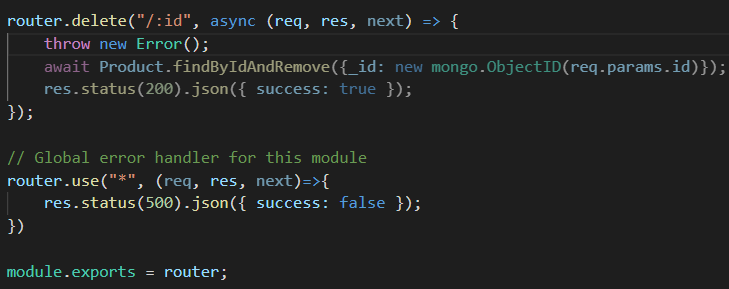 router.delete("/:id", async (req, res, next) => {
    throw new Error();
    await Product.findByIdAndRemove({_id: new mongo.ObjectID(req.params.id)});
    res.status(200).json({ success: true });
});
// Global error handler for this module
router.use("*", (req, res, next)=>{
    res.status(500).json({ success: false });
})
module.exports = router;